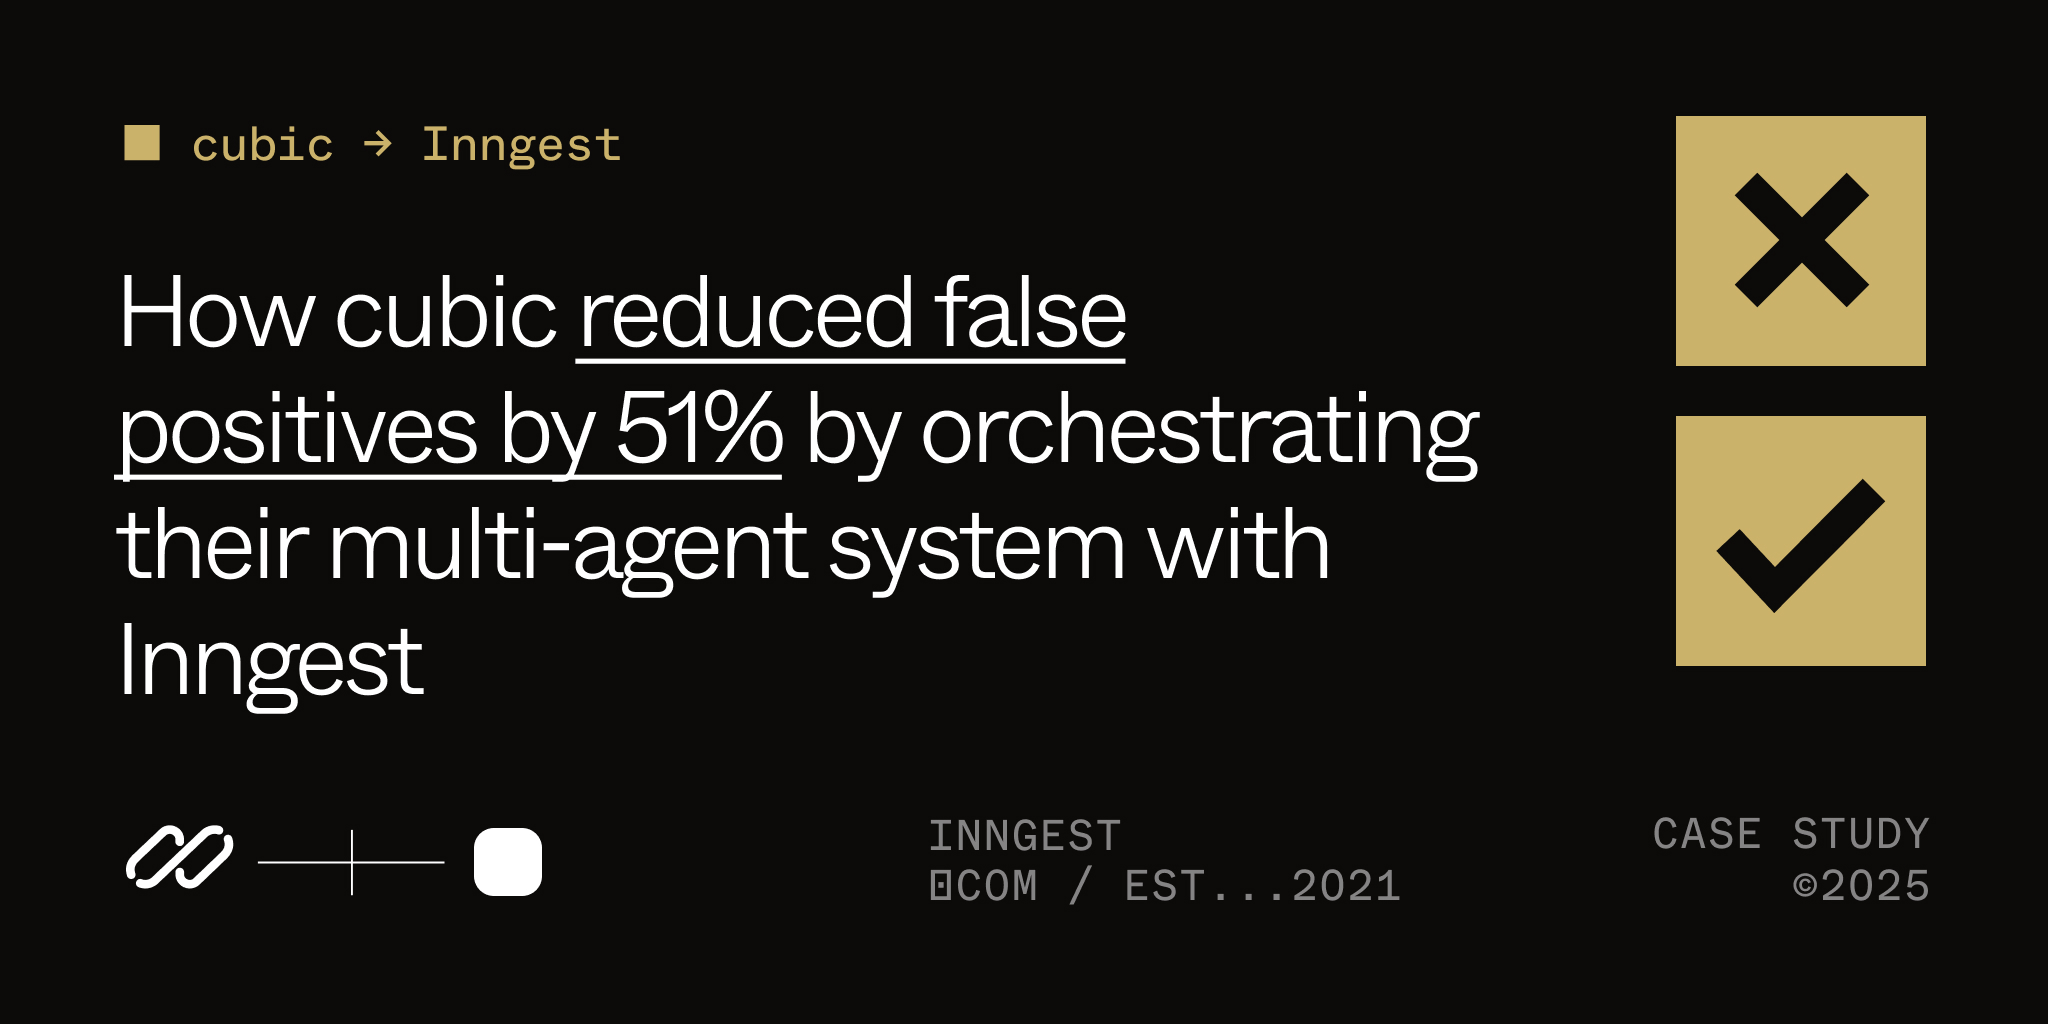 cubic → Inngest
How cubic reduced false
positives by 51% by orchestrating
their multi-agent system with
Inngest
INNGEST
⊡COM / EST...2021
CASE STUDY
©2025